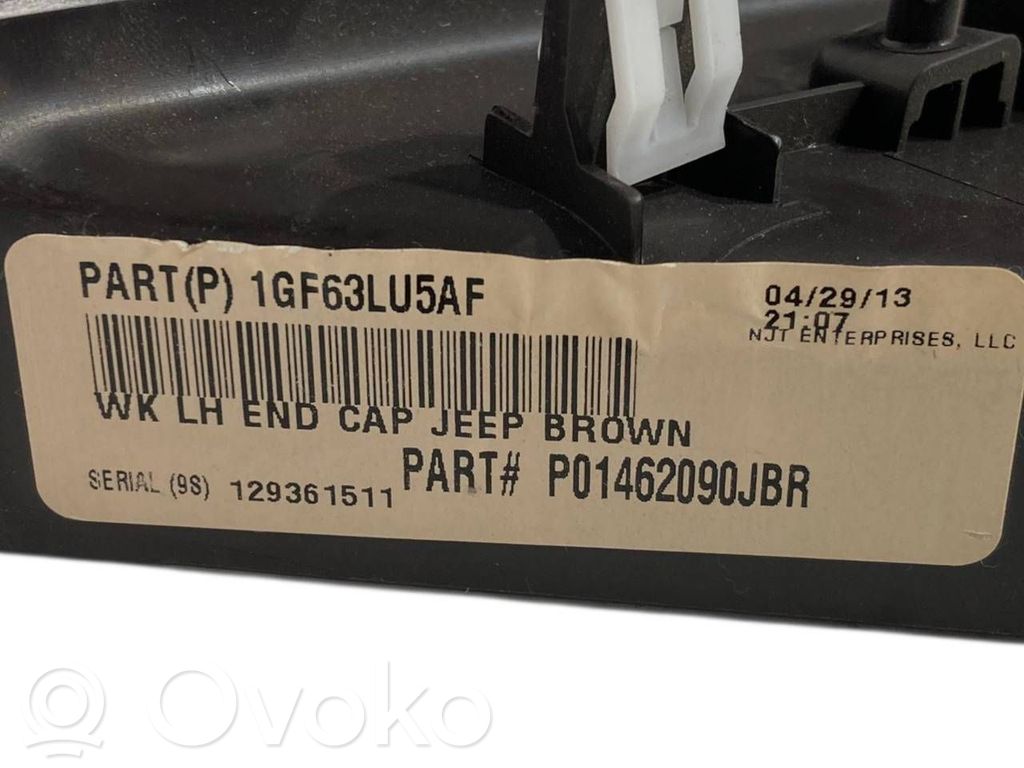 PART(P) 1GF63LU5AF
04/29/13
21:07
NJT ENTERPRISES, LLC
WK LH END CAP JEEP BROWN
PART# P01462090JBR
SERIAL (9S) 129361511
Ovoko